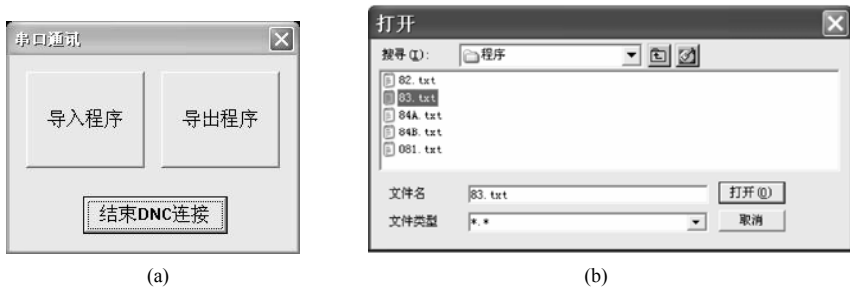 串口通讯
导入程序
导出程序
结束DNC连接
(a)
打开
搜寻(I):
程序
82.txt
83.txt
84A.txt
84B.txt
081.txt
文件名
83.txt
打开(O)
文件类型
*.*
取消
(b)